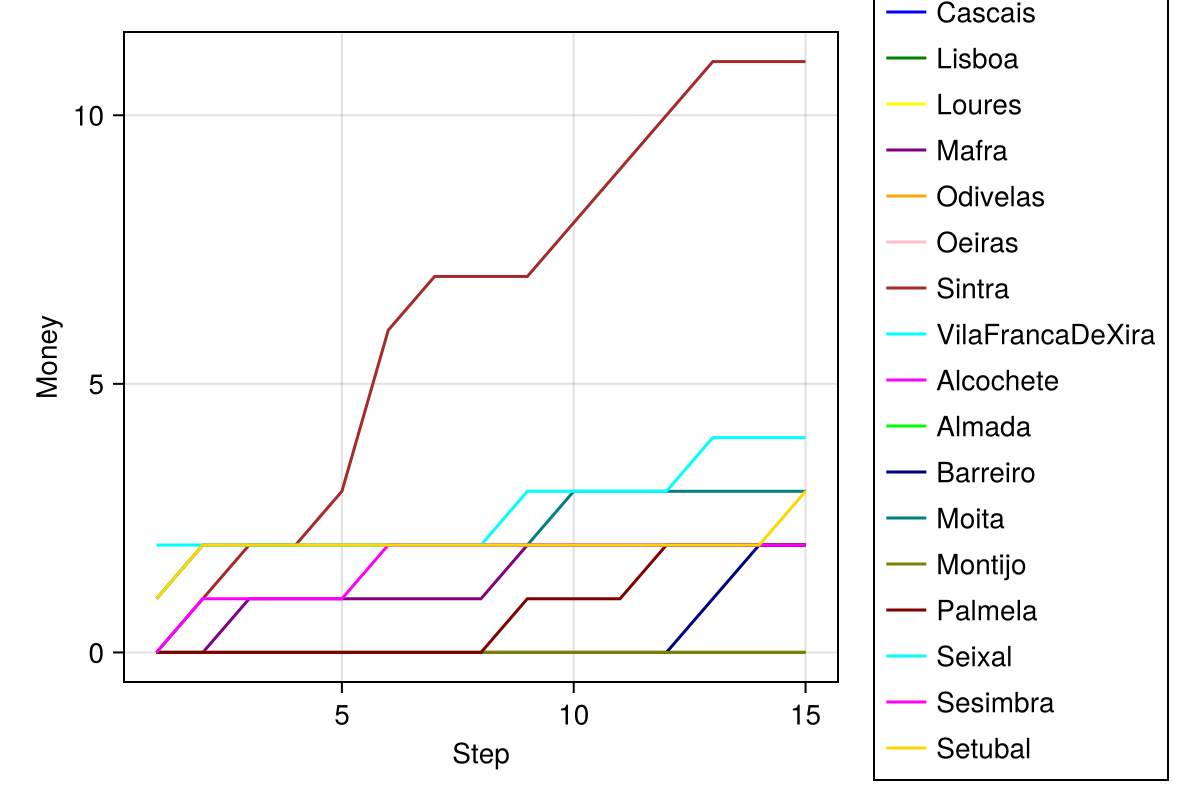 10
5
0
Money
5
10
15
Step
Cascais
Lisboa
Loures
Mafra
Odivelas
Oeiras
Sintra
VilaFrancaDeXira
Alcochete
Almada
Barreiro
Moita
Montijo
Palmela
Seixal
Sesimbra
Setubal